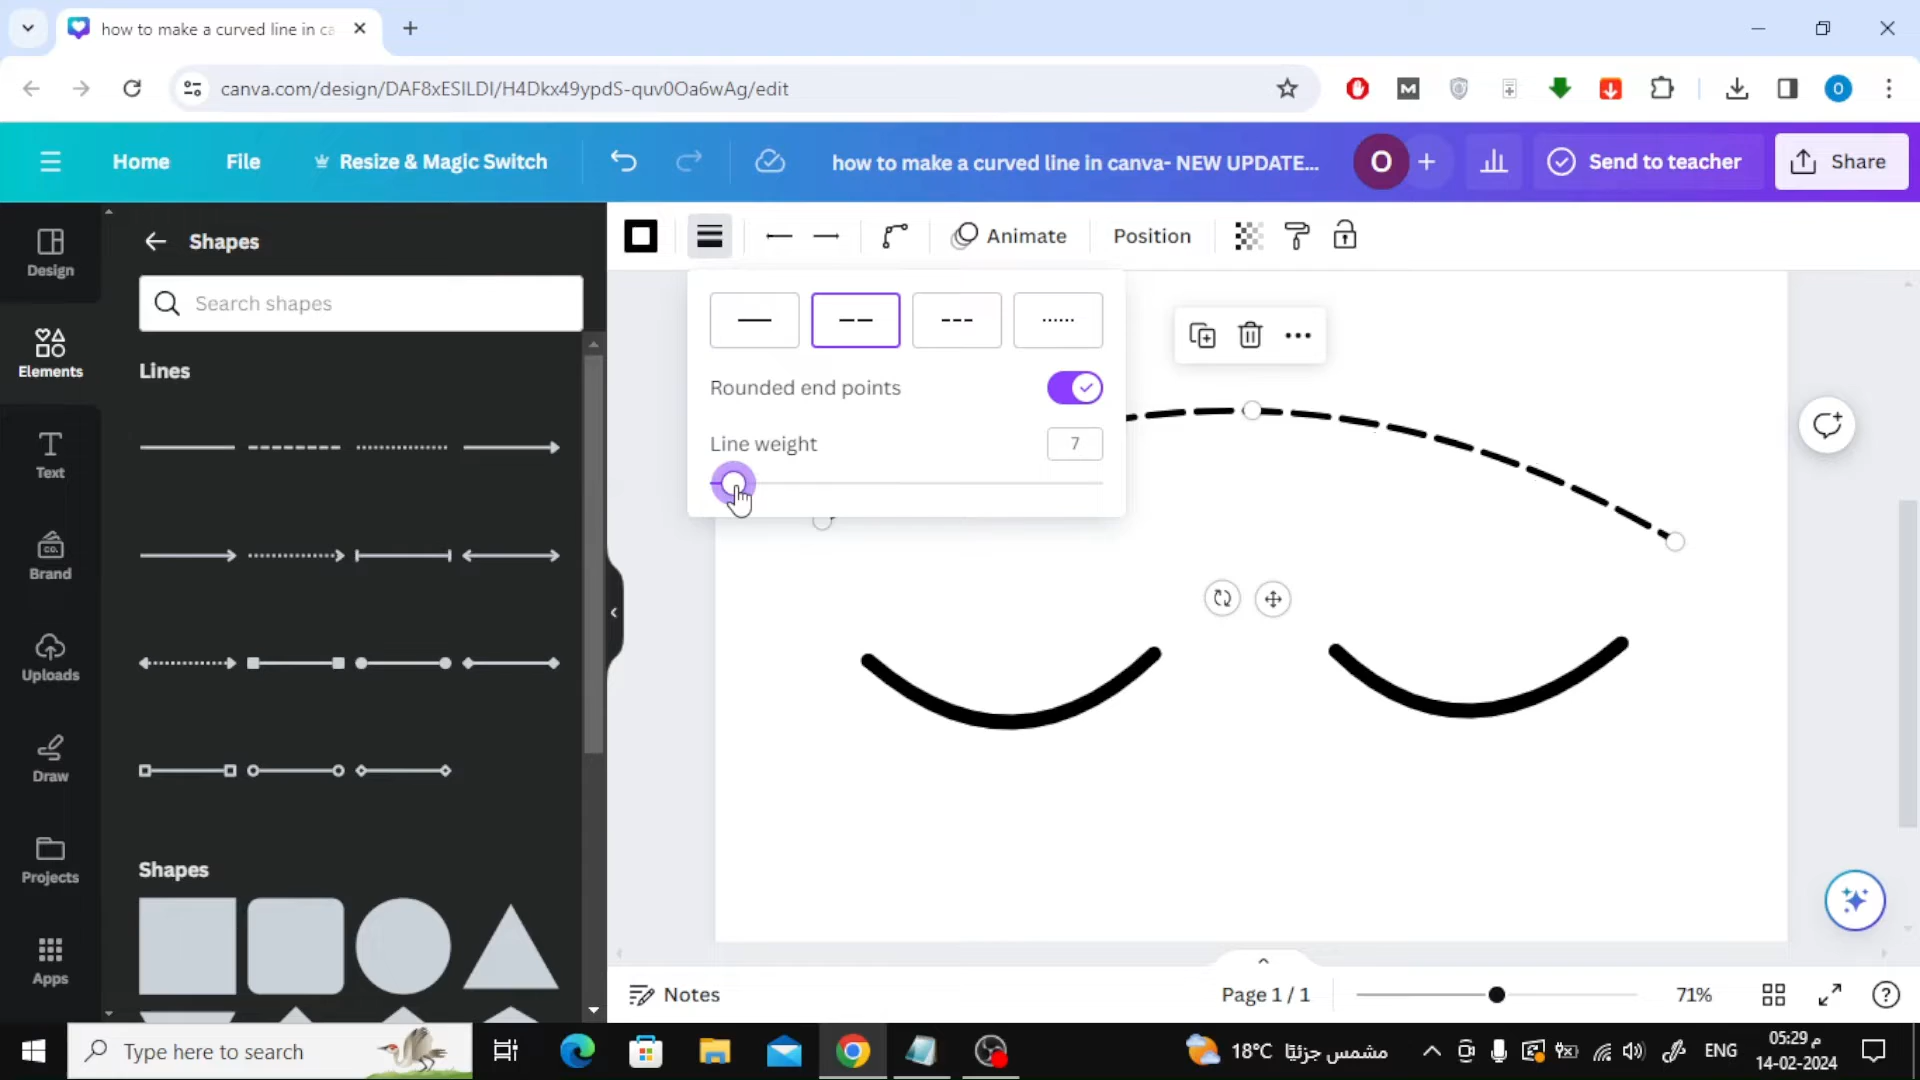 how to make a curved line in ca
canva.com/design/DAF8xESlLDI/H4Dkx49ypdS-quv0Oa6wAg/edit
Home
File
Resize & Magic Switch
how to make a curved line in canva- NEW UPDATE...
O
Send to teacher
Share
Design
Elements
Text
Brand
Uploads
Draw
Projects
Apps
Shapes
Search shapes
Lines
Shapes
Animate
Position
Rounded end points
Line weight
7
Notes
Page 1 / 1
71%
Type here to search
18°C
مشمس جزئيًا
ENG
05:29 م
14-02-2024